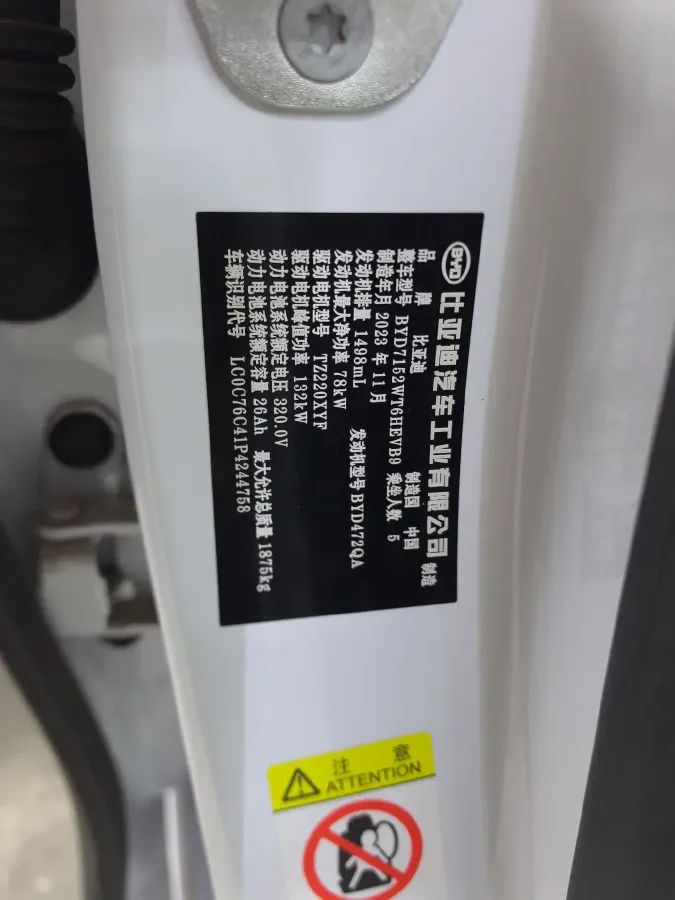 BYD 比亚迪汽车工业有限公司 制造
品 牌 比亚迪 制造国 中国
整车型号 BYD7152WT6HEVB9 乘坐人数 5
制造年月 2023 年 11 月
发动机排量 1498mL 发动机型号 BYD472QA
发动机最大净功率 78kW
驱动电机型号 TZ220XYF
驱动电机峰值功率 132kW
动力电池系统额定电压 320.0V
动力电池系统额定容量 26Ah 最大允许总质量 1875kg
车辆识别代号 LC0C76C41P4244758
注 意
ATTENTION